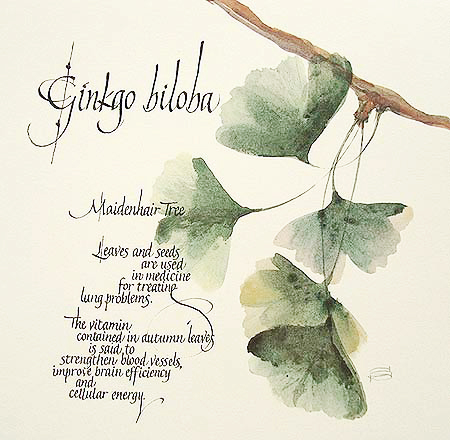 Ginkgo biloba
Maidenhair Tree
Leaves and seeds
are used
in medicine
for treating
lung problems.
The vitamin
contained in autumn leaves
is said to
strengthen blood vessels,
improve brain efficiency
and
cellular energy.